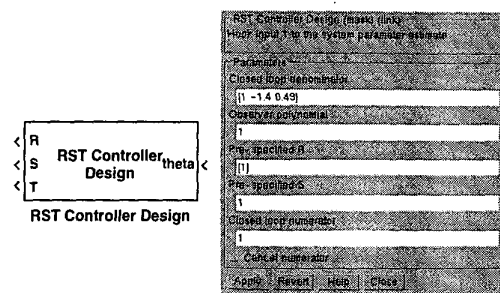 R
S
T
RST Controller
Design
theta
RST Controller Design
RST Controller Design (mask) (link)
Hook input 1 to the system parameter estimate
Parameters
Closed loop denominator
[1 -1.4 0.49]
Observer polynomial
1
Pre- specified R
[1]
Pre- specified S
1
Closed loop numerator
1
Cancel numerator
Apply
Revert
Help
Close